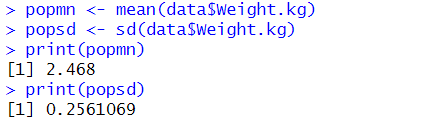 > popmn <- mean(data$Weight.kg)
> popsd <- sd(data$Weight.kg)
> print(popmn)
[1] 2.468
> print(popsd)
[1] 0.2561069